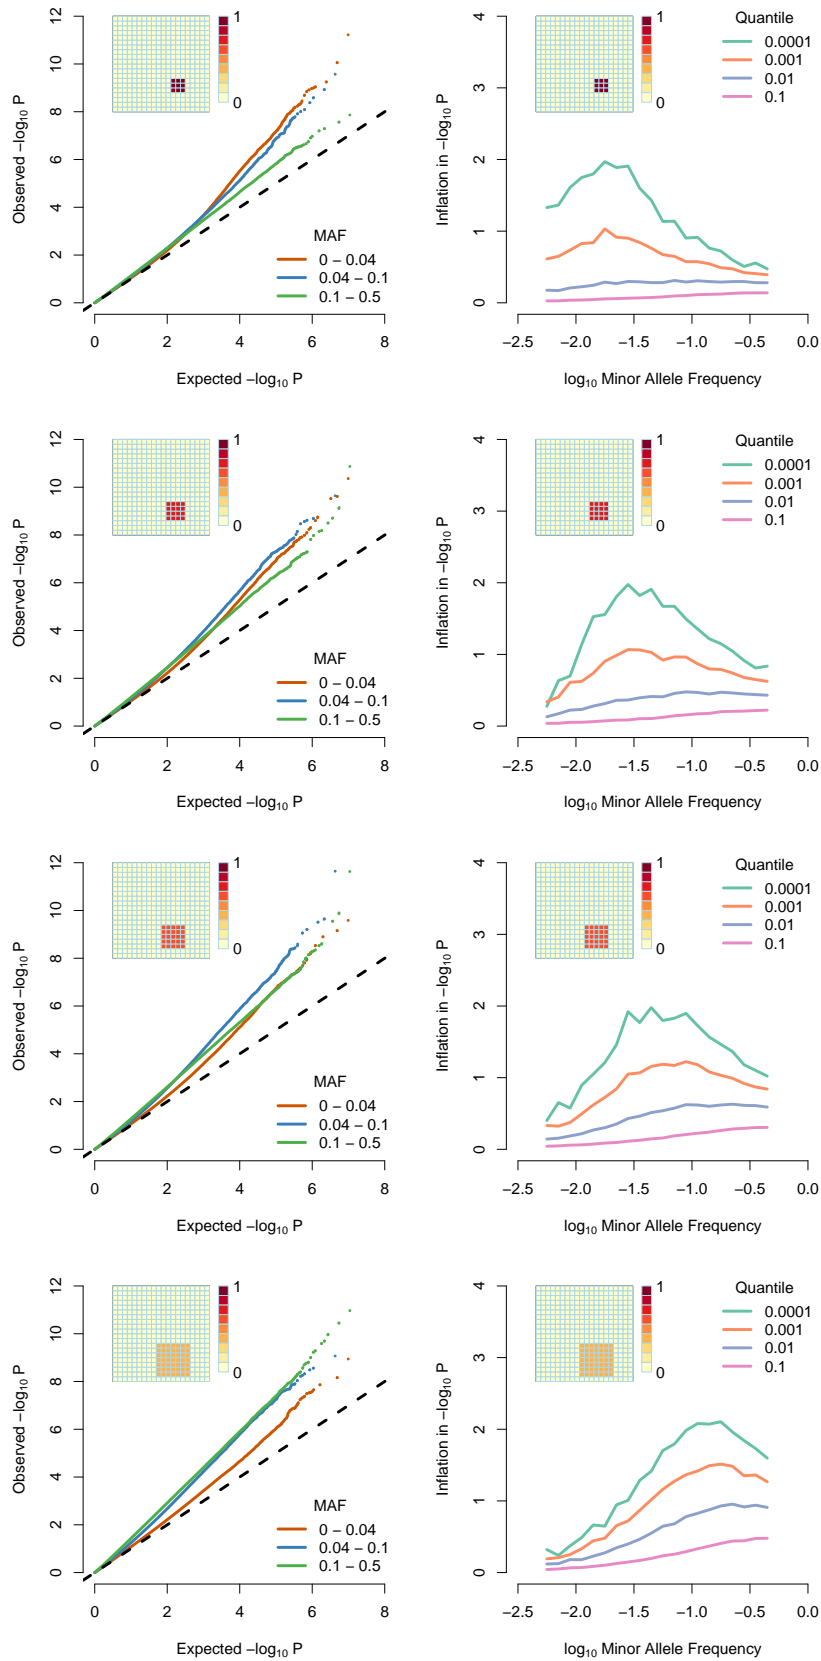 12
10
8
6
4
2
0
Observed −log10 P
1
0
MAF
0 − 0.04
0.04 − 0.1
0.1 − 0.5
0 2 4 6 8
Expected −log10 P
4
3
2
1
0
Inflation in −log10 P
1
0
Quantile
0.0001
0.001
0.01
0.1
−2.5 −2.0 −1.5 −1.0 −0.5 0.0
log10 Minor Allele Frequency
12
10
8
6
4
2
0
Observed −log10 P
1
0
MAF
0 − 0.04
0.04 − 0.1
0.1 − 0.5
0 2 4 6 8
Expected −log10 P
4
3
2
1
0
Inflation in −log10 P
1
0
Quantile
0.0001
0.001
0.01
0.1
−2.5 −2.0 −1.5 −1.0 −0.5 0.0
log10 Minor Allele Frequency
12
10
8
6
4
2
0
Observed −log10 P
1
0
MAF
0 − 0.04
0.04 − 0.1
0.1 − 0.5
0 2 4 6 8
Expected −log10 P
4
3
2
1
0
Inflation in −log10 P
1
0
Quantile
0.0001
0.001
0.01
0.1
−2.5 −2.0 −1.5 −1.0 −0.5 0.0
log10 Minor Allele Frequency
12
10
8
6
4
2
0
Observed −log10 P
1
0
MAF
0 − 0.04
0.04 − 0.1
0.1 − 0.5
0 2 4 6 8
Expected −log10 P
4
3
2
1
0
Inflation in −log10 P
1
0
Quantile
0.0001
0.001
0.01
0.1
−2.5 −2.0 −1.5 −1.0 −0.5 0.0
log10 Minor Allele Frequency